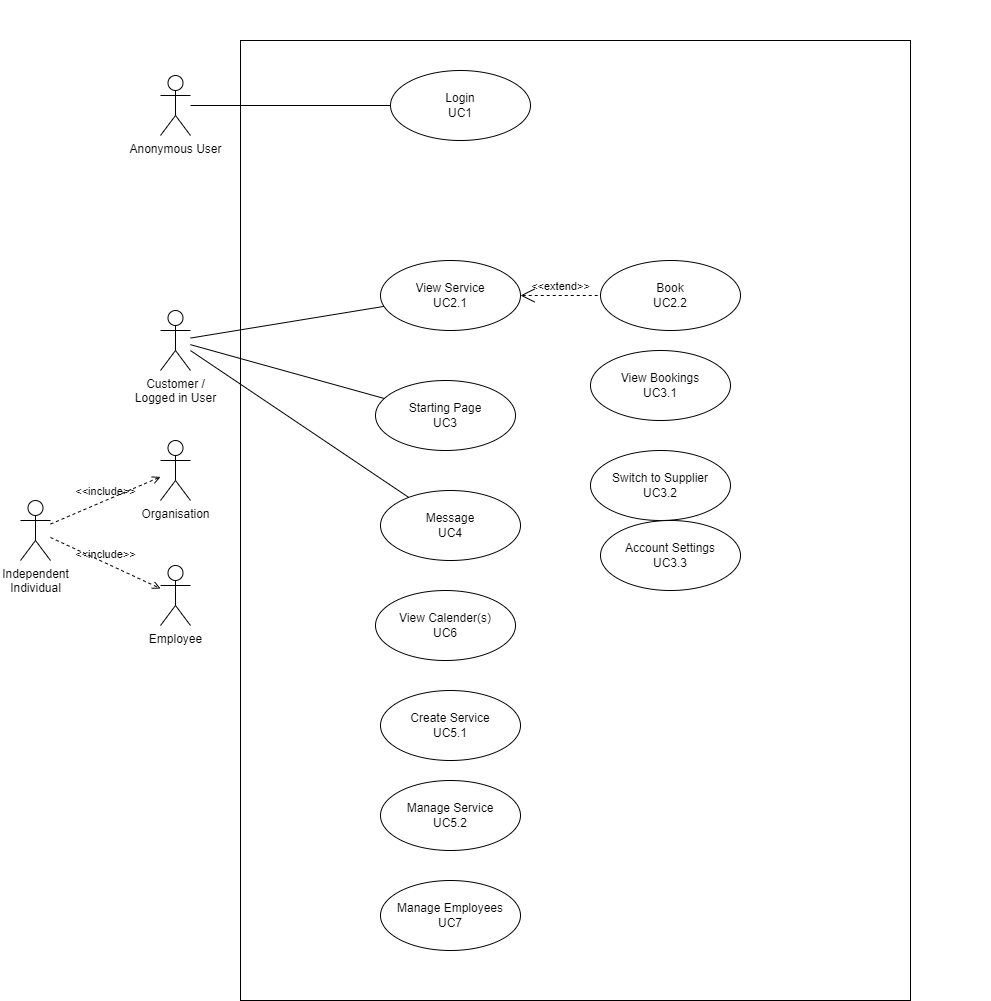 Login
UC1
Anonymous User
View Service
UC2.1
<<extend>>
Book
UC2.2
Customer /
Logged in User
View Bookings
UC3.1
Starting Page
UC3
Switch to Supplier
UC3.2
<<include>>
Organisation
Message
UC4
Account Settings
UC3.3
<<include>>
Independent
Individual
Employee
View Calender(s)
UC6
Create Service
UC5.1
Manage Service
UC5.2
Manage Employees
UC7